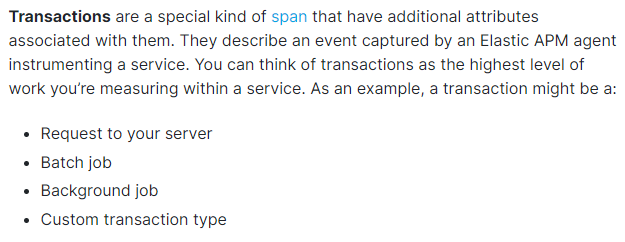 Transactions are a special kind of span that have additional attributes
associated with them. They describe an event captured by an Elastic APM agent
instrumenting a service. You can think of transactions as the highest level of
work you’re measuring within a service. As an example, a transaction might be a:
• Request to your server
• Batch job
• Background job
• Custom transaction type